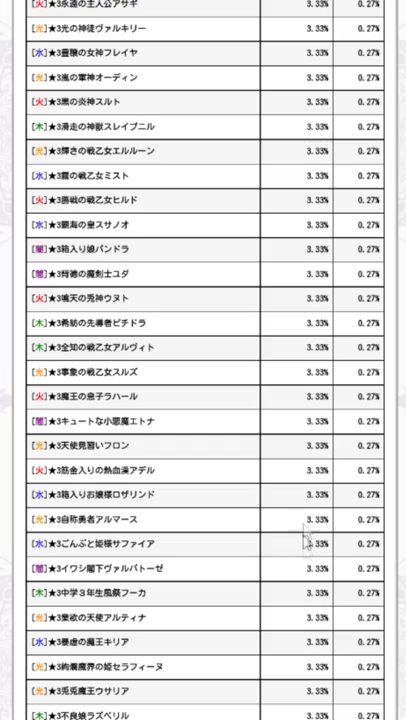 [火]★3永遠の主人公アサギ 3.33% 0.27%
[光]★3光の神徒ヴァルキリー 3.33% 0.27%
[水]★3豊穣の女神フレイヤ 3.33% 0.27%
[光]★3嵐の軍神オーディン 3.33% 0.27%
[火]★3黒の炎神スルト 3.33% 0.27%
[木]★3滑走の神獣スレイプニル 3.33% 0.27%
[光]★3輝きの戦乙女エルルーン 3.33% 0.27%
[水]★3霧の戦乙女ミスト 3.33% 0.27%
[火]★3勝戦の戦乙女ヒルド 3.33% 0.27%
[水]★3覇海の皇スサノオ 3.33% 0.27%
[闇]★3箱入り娘パンドラ 3.33% 0.27%
[闇]★3背徳の魔剣士ユダ 3.33% 0.27%
[火]★3鳴天の兎神ウヌト 3.33% 0.27%
[木]★3希紡の先導者ピチドラ 3.33% 0.27%
[木]★3全知の戦乙女アルヴィト 3.33% 0.27%
[光]★3事象の戦乙女スルズ 3.33% 0.27%
[火]★3魔王の息子ラハール 3.33% 0.27%
[闇]★3キュートな小悪魔エトナ 3.33% 0.27%
[光]★3天使見習いフロン 3.33% 0.27%
[火]★3筋金入りの熱血漢アデル 3.33% 0.27%
[水]★3箱入りお嬢様ロザリンド 3.33% 0.27%
[光]★3自称勇者アルマース 3.33% 0.27%
[水]★3ごんぶと姫様サファイア 3.33% 0.27%
[闇]★3イワシ閣下ヴァルバトーゼ 3.33% 0.27%
[木]★3中学3年生風祭フーカ 3.33% 0.27%
[光]★3業欲の天使アルティナ 3.33% 0.27%
[水]★3暴虐の魔王キリア 3.33% 0.27%
[光]★3絢爛魔界の姫セラフィーヌ 3.33% 0.27%
[光]★3兎兎魔王ウサリア 3.33% 0.27%
[木]★3不良娘ラズベリル 3.33% 0.27%